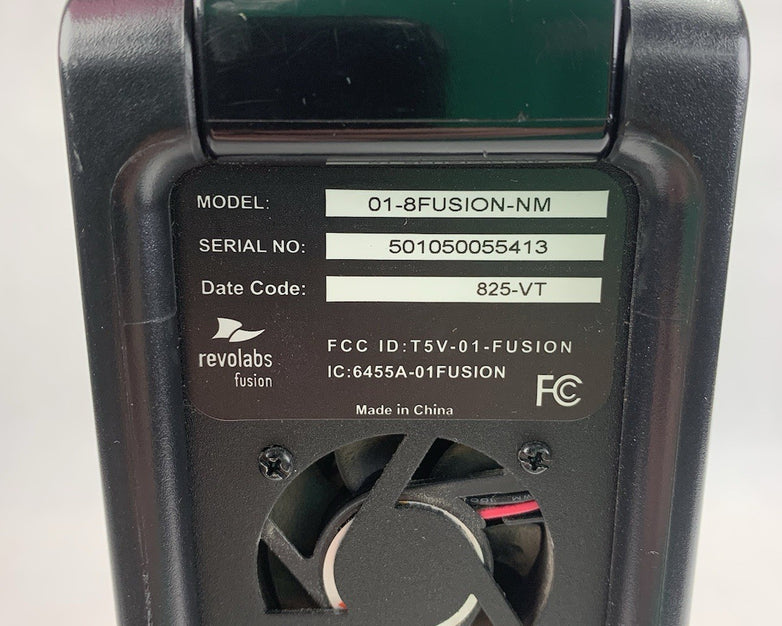 MODEL: 01-8FUSION-NM
SERIAL NO: 501050055413
Date Code: 825-VT
revolabs
fusion
FCC ID:T5V-01-FUSION
IC:6455A-01FUSION
FC
Made in China